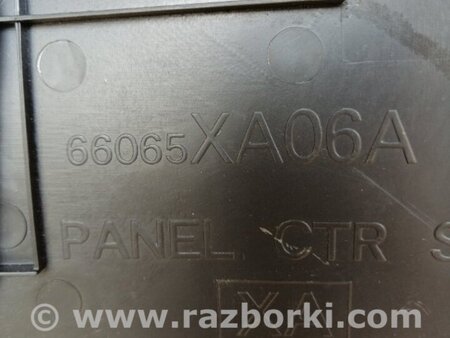 66065XA06A
PANEL CTR S
XA
© www.razborki.com